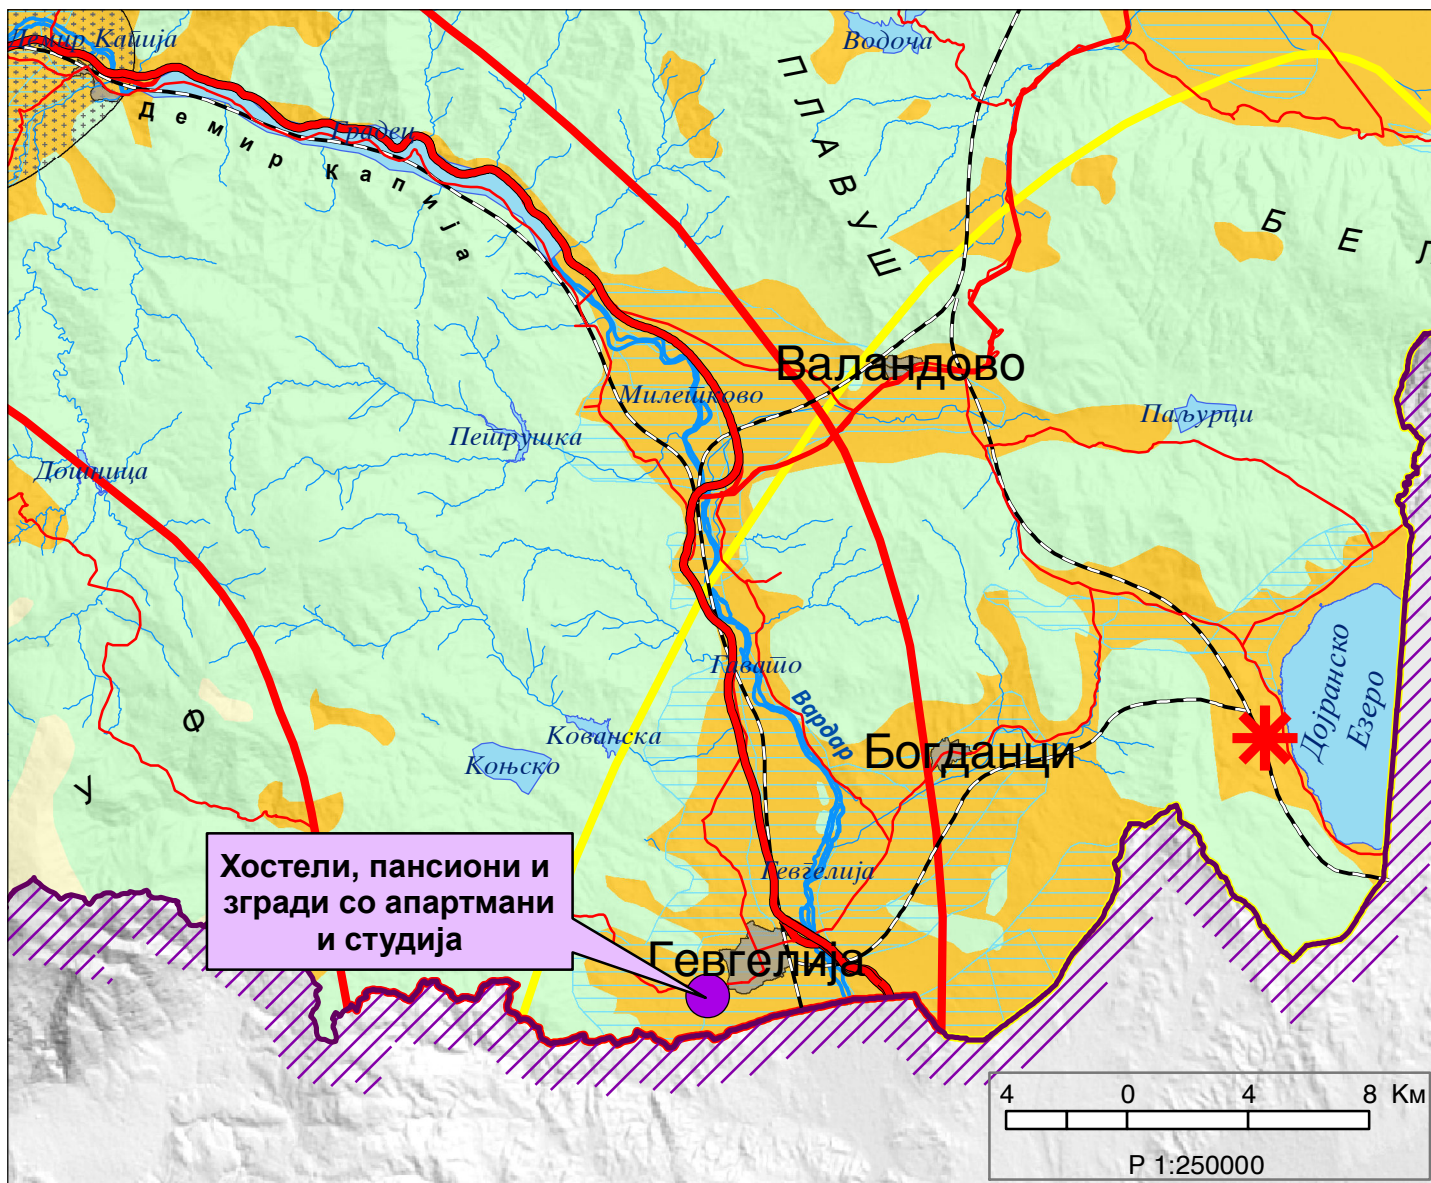 Демир Капија
Водоча
ПЛАВУШ
Демир Капија
Градец
БЕЛ
Валандово
Милетково
Паљурци
Петрушка
Дошница
Дојранско
Езеро
Гавато
Вардар
Ф
У
Кованска
Коњско
Богданци
Хостели, пансиони и
згради со апартмани
и студија
Гевгелија
Гевгелија
4 0 4 8 Км
Р 1:250000